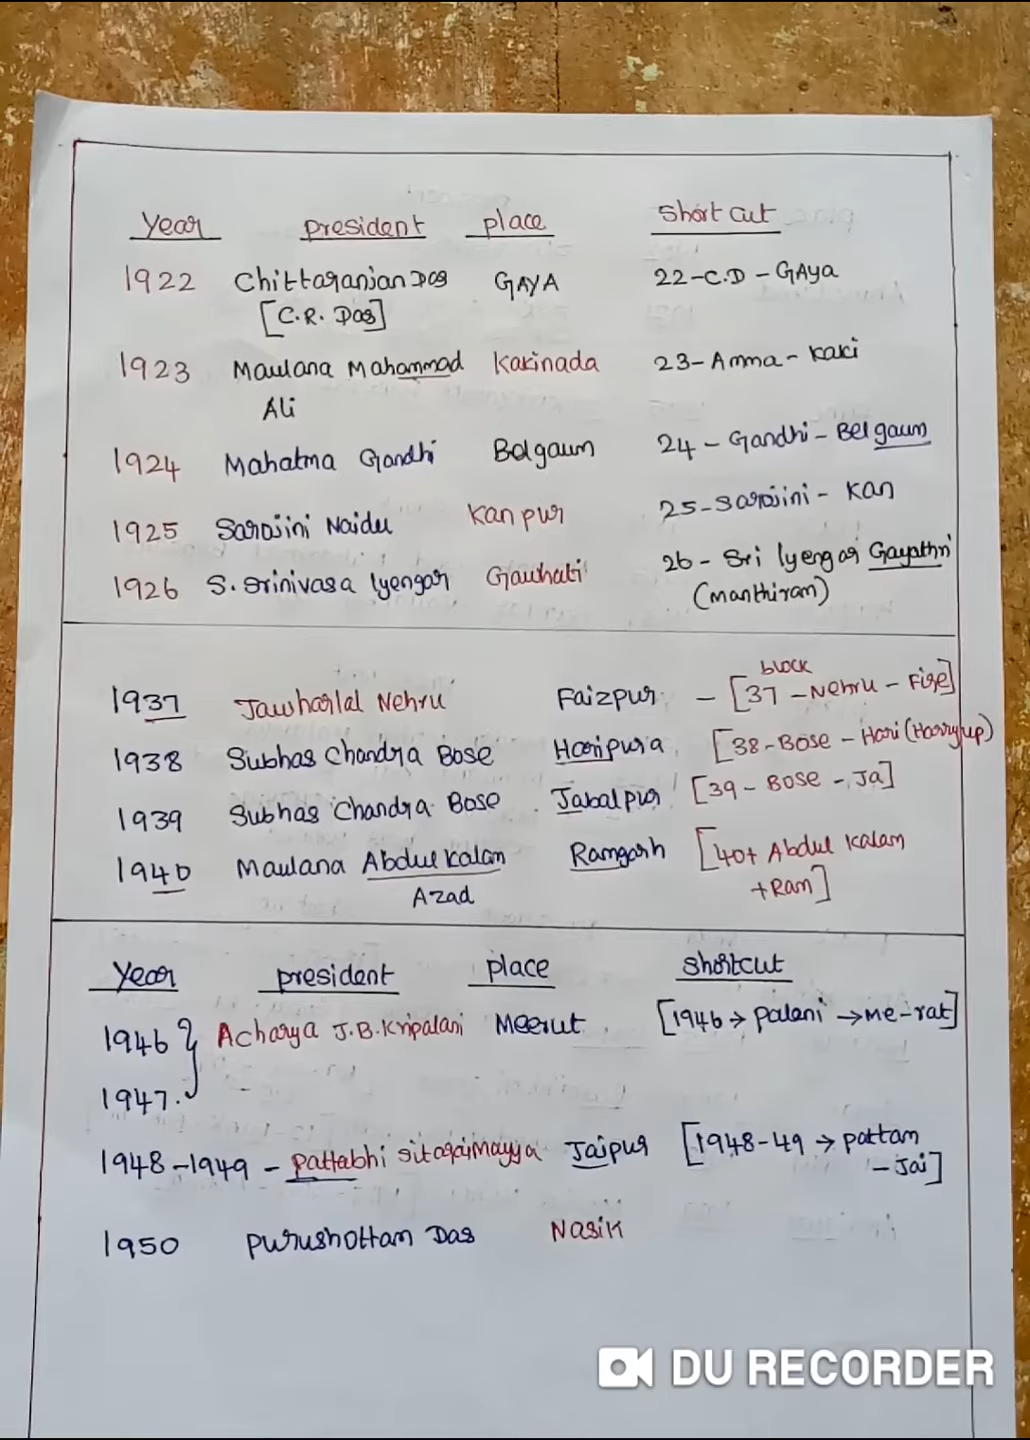 Year president place short cut
1922 Chittaranjan Das GAYA 22-C.D - GAya
[C.R. Das]
1923 Maulana Mahammad Kakinada 23-Amma - kaki
Ali
1924 Mahatma Gandhi Belgaum 24 - Gandhi - Belgaum
1925 Sarojini Naidu Kanpur 25-Sarojini - Kan
1926 S. Srinivasa Iyengar Gauhati 26 - Sri Iyengar Gayathri
(manthiram)
block
1937 Jawharlal Nehru Faizpur - [37 - Nehru - Fire]
1938 Subhas Chandra Bose Haripura [38-Bose - Hari (Harry up)
1939 Subhas Chandra Bose Jabalpur [39 - Bose - Ja]
1940 Maulana Abdul kalam Ramgarh [40+ Abdul Kalam
Azad +Ram]
Year president place shortcut
1946 } Acharya J.B. Kripalani Meerut [1946 → palani → me-rat]
1947.
1948 - 1949 - pattabhi sitaraimayya Jaipur [1948-49 → pattam
- Jai]
1950 purushottam Das Nasik
DU RECORDER